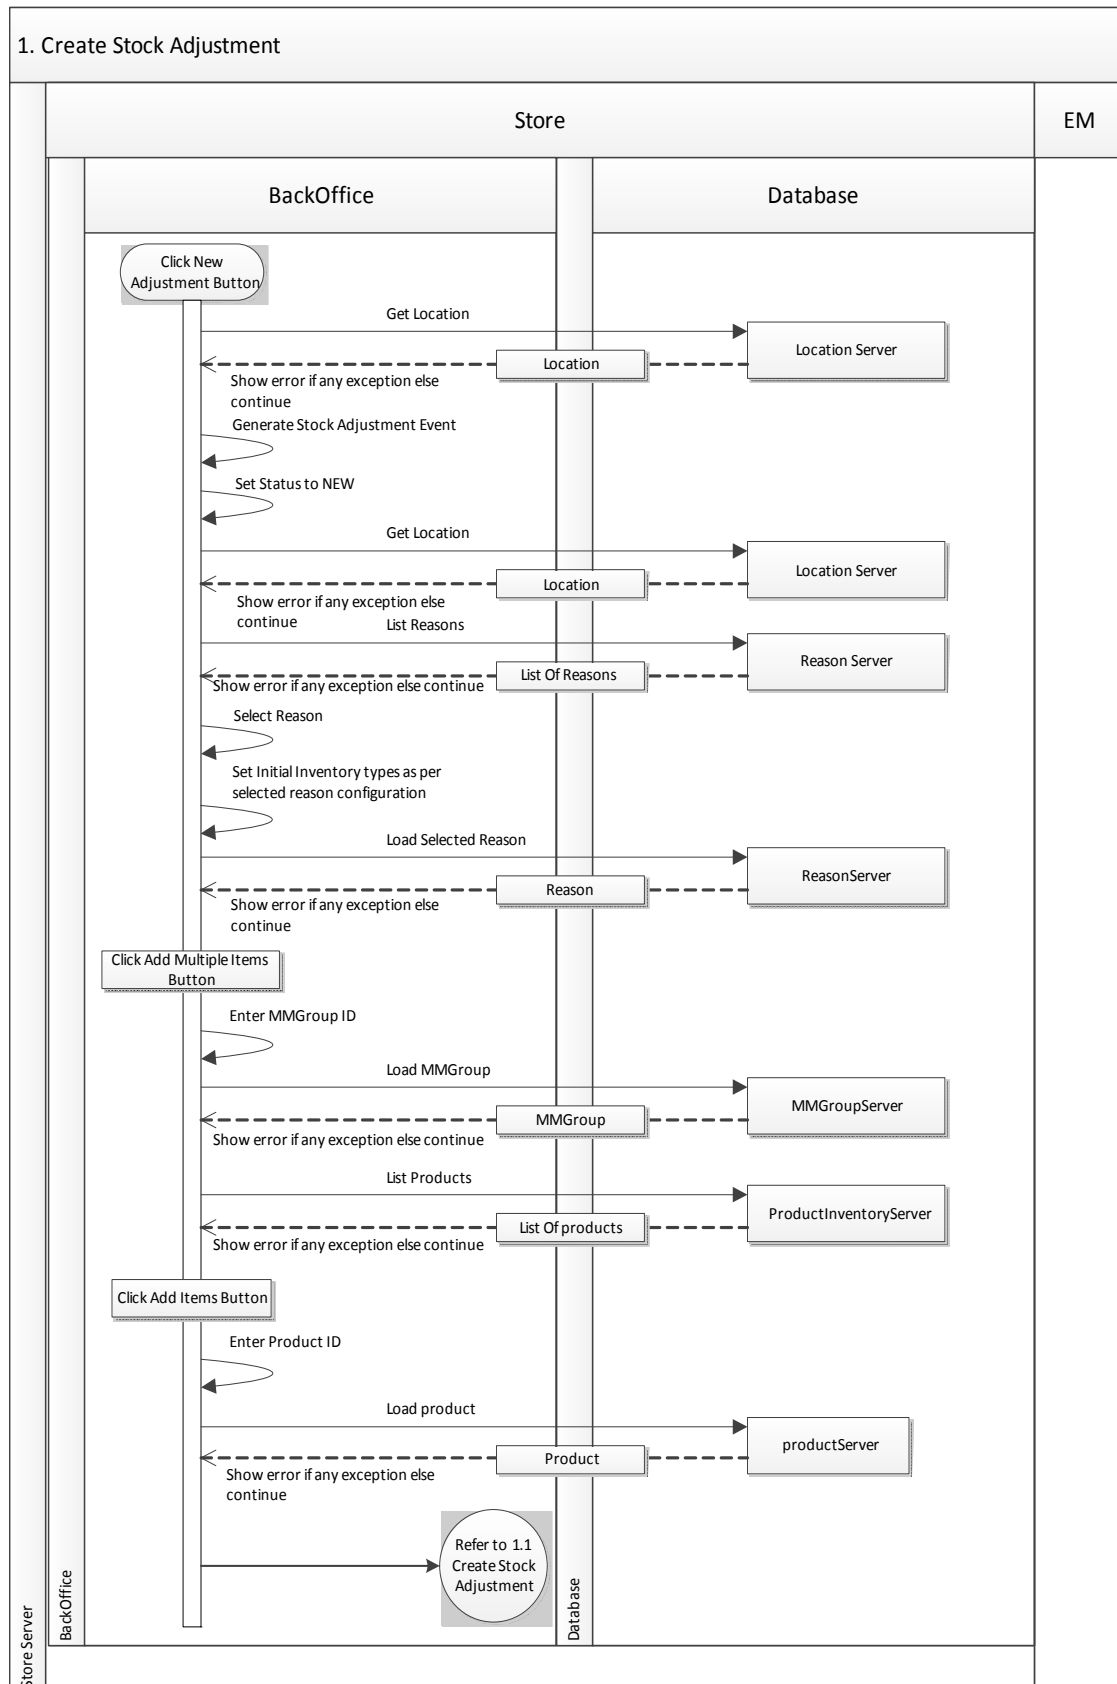 1. Create Stock Adjustment
Store
EM
BackOffice
Database
Click New
Adjustment Button
Get Location
Location Server
Location
Show error if any exception else
continue
Generate Stock Adjustment Event
Set Status to NEW
Get Location
Location Server
Location
Show error if any exception else
continue
List Reasons
Reason Server
List Of Reasons
Show error if any exception else continue
Select Reason
Set Initial Inventory types as per
selected reason configuration
Load Selected Reason
ReasonServer
Reason
Show error if any exception else
continue
Click Add Multiple Items
Button
Enter MMGroup ID
Load MMGroup
MMGroupServer
MMGroup
Show error if any exception else continue
List Products
ProductInventoryServer
List Of products
Show error if any exception else continue
Click Add Items Button
Enter Product ID
Load product
productServer
Product
Show error if any exception else
continue
Refer to 1.1
Create Stock
Adjustment
BackOffice
Database
Store Server